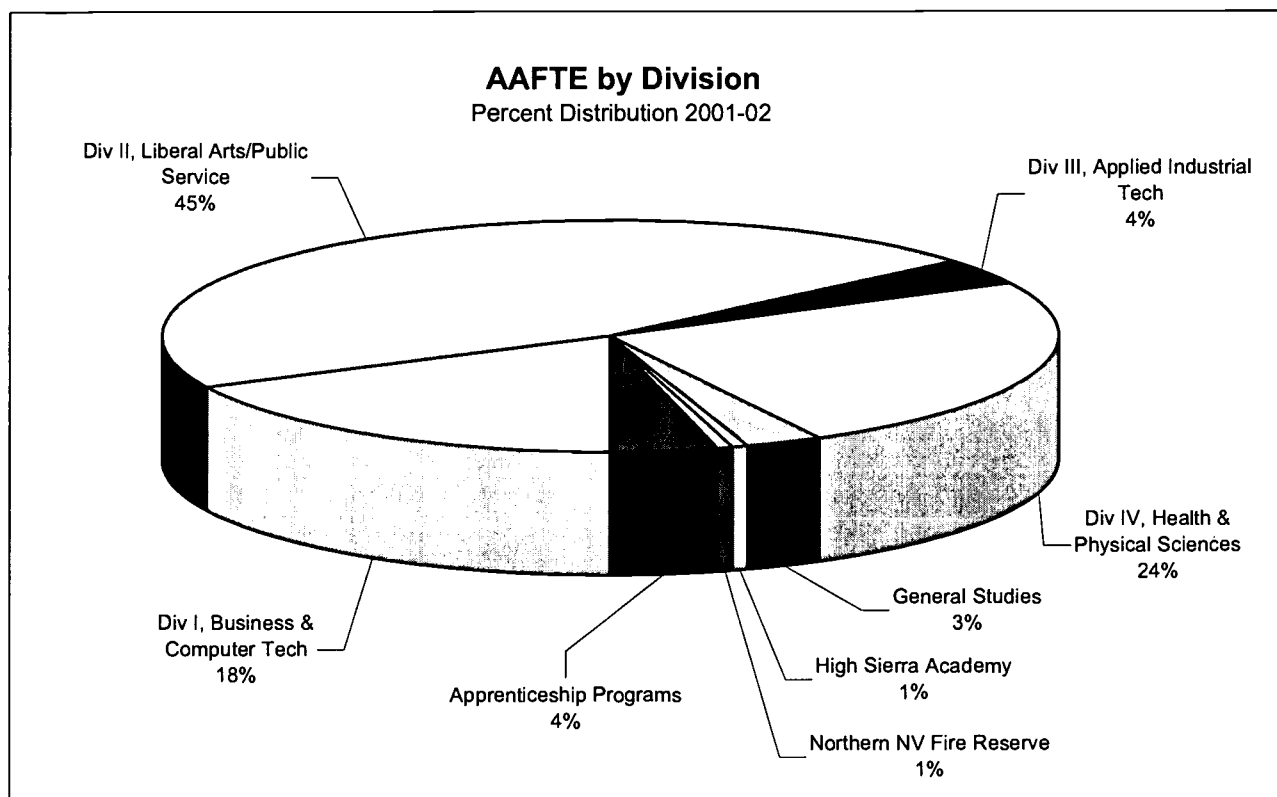 AAFTE by Division
Percent Distribution 2001-02
Div II, Liberal Arts/Public
Service
45%
Div III, Applied Industrial
Tech
4%
Div IV, Health &
Physical Sciences
24%
General Studies
3%
High Sierra Academy
1%
Northern NV Fire Reserve
1%
Apprenticeship Programs
4%
Div I, Business &
Computer Tech
18%